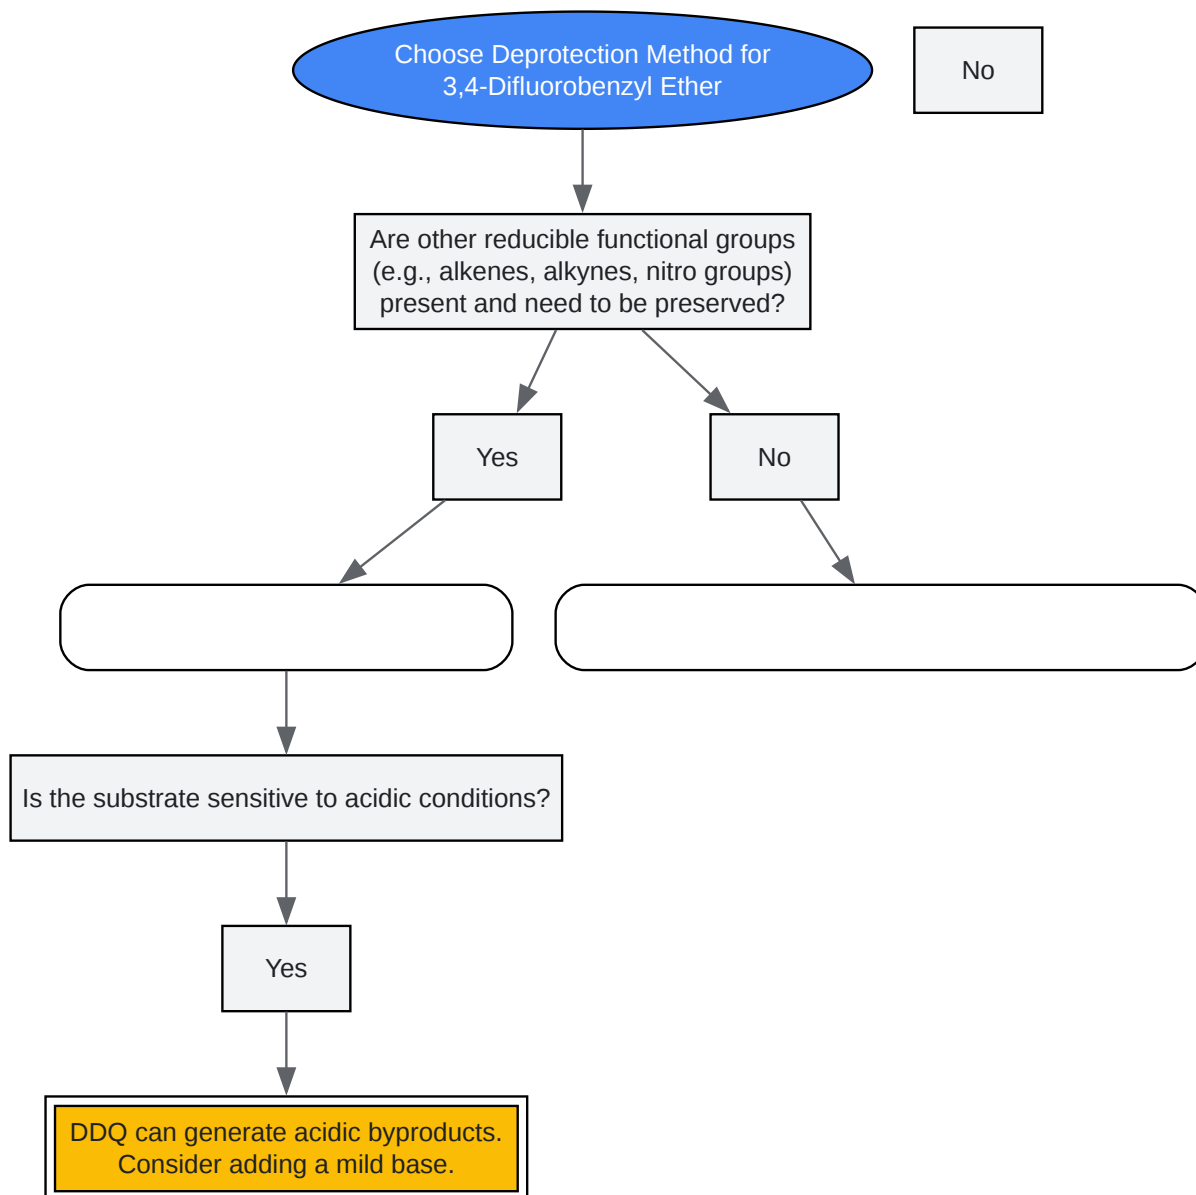 Choose Deprotection Method for
3,4-Difluorobenzyl Ether
No
Are other reducible functional groups
(e.g., alkenes, alkynes, nitro groups)
present and need to be preserved?
Yes
No
Is the substrate sensitive to acidic conditions?
Yes
DDQ can generate acidic byproducts.
Consider adding a mild base.